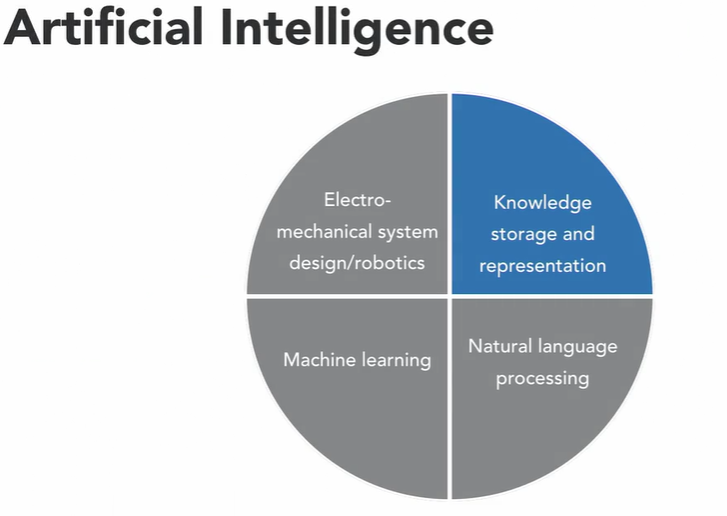 Artificial Intelligence
Electro-
mechanical system
design/robotics
Knowledge
storage and
representation
Machine learning
Natural language
processing